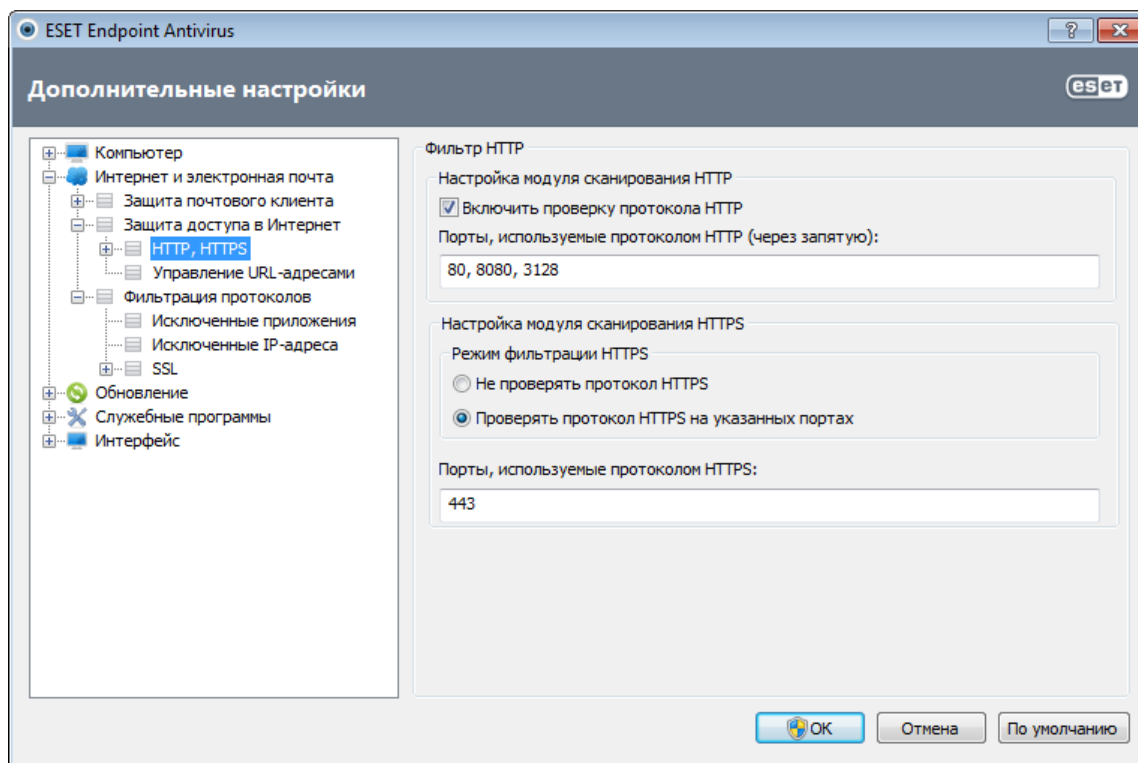 ESET Endpoint Antivirus
Дополнительные настройки
eset
Компьютер
Интернет и электронная почта
Защита почтового клиента
Защита доступа в Интернет
HTTP, HTTPS
Управление URL-адресами
Фильтрация протоколов
Исключенные приложения
Исключенные IP-адреса
SSL
Обновление
Служебные программы
Интерфейс
Фильтр HTTP
Настройка модуля сканирования HTTP
Включить проверку протокола HTTP
Порты, используемые протоколом HTTP (через запятую):
80, 8080, 3128
Настройка модуля сканирования HTTPS
Режим фильтрации HTTPS
Не проверять протокол HTTPS
Проверять протокол HTTPS на указанных портах
Порты, используемые протоколом HTTPS:
443
OK
Отмена
По умолчанию